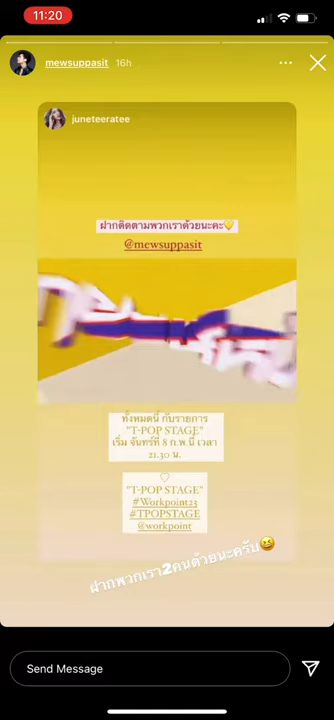 11:20
mewsuppasit 16h
juneteeratee
ฝากติดตามพวกเราด้วยนะคะ💛
@mewsuppasit
ทั้งหมดนี้ กับรายการ
"T-POP STAGE"
เริ่ม จันทร์ที่ 8 ก.พ.นี้ เวลา
21.30 น.
♡
"T-POP STAGE"
#Workpoint23
#TPOPSTAGE
@workpoint
ฝากพวกเรา2คนด้วยนะครับ😆
Send Message